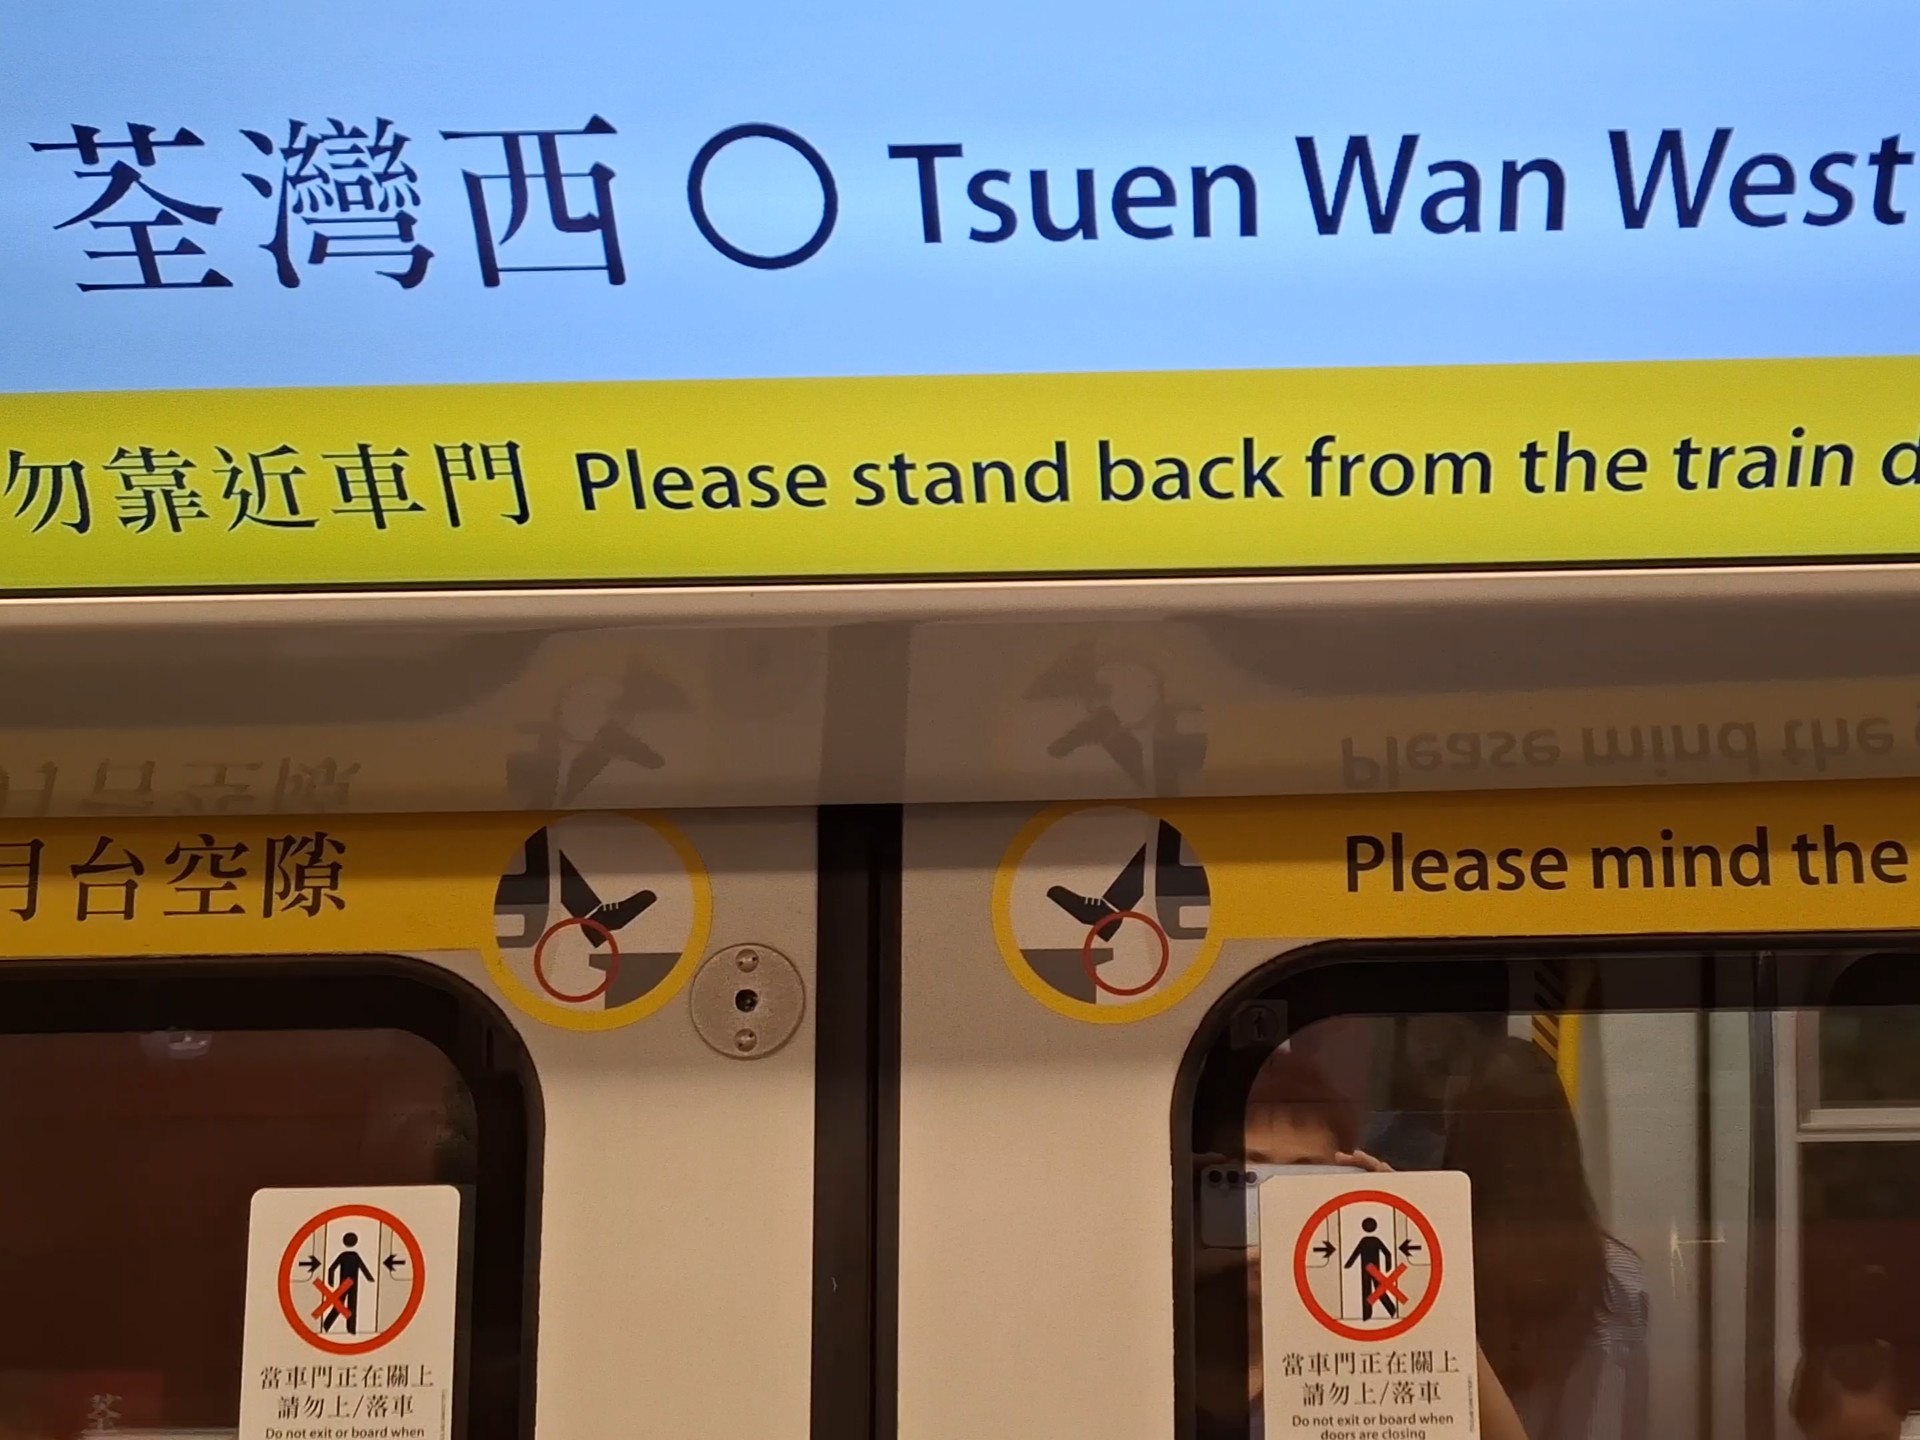 荃灣西 Tsuen Wan West
勿靠近車門 Please stand back from the train
月台空隙 Please mind the
當車門正在關上
請勿上/落車
Do not exit or board when
當車門正在關上
請勿上/落車
Do not exit or board when
doors are closing
荃